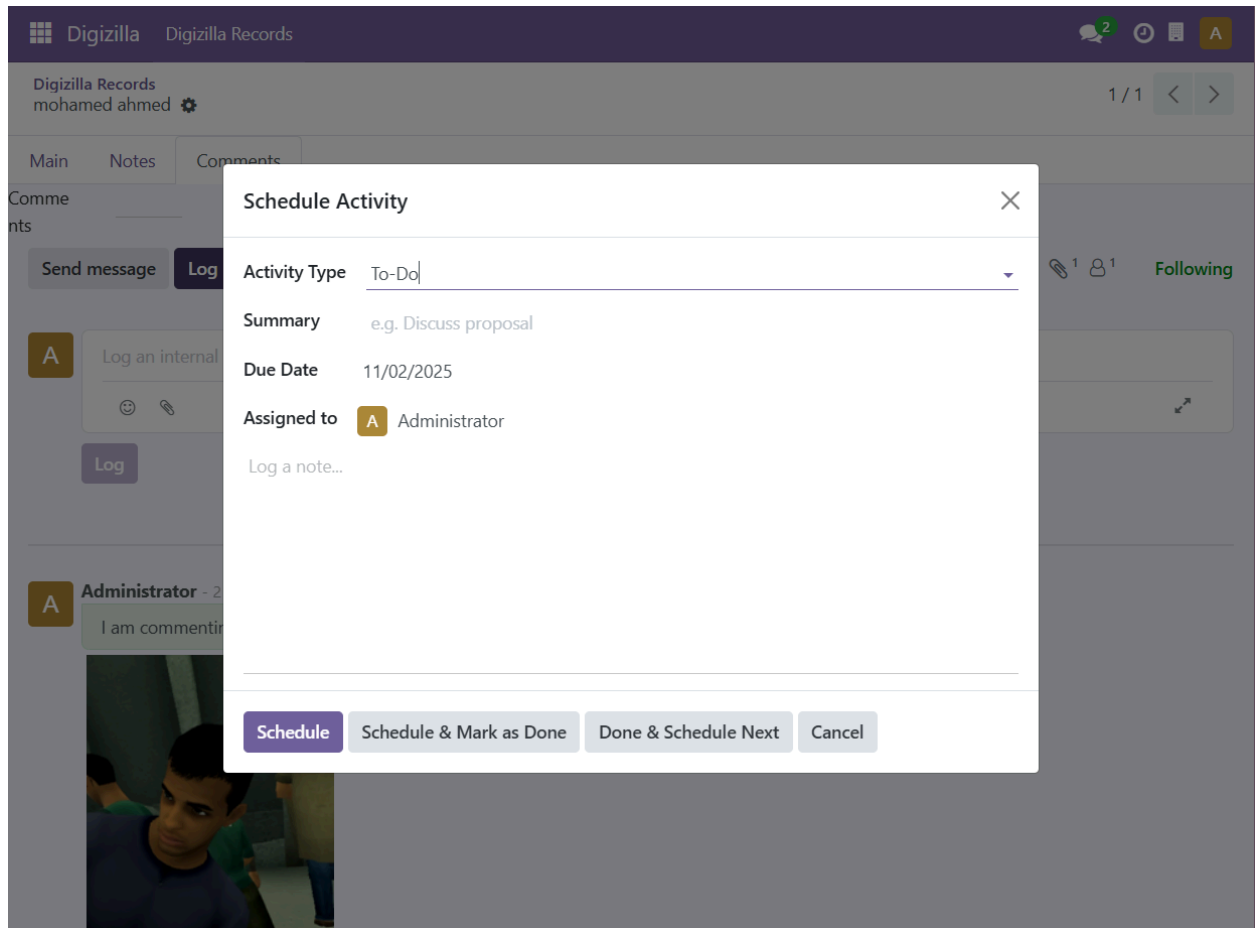 Digizilla Digizilla Records 2 A
Digizilla Records
mohamed ahmed
1 / 1
Main Notes Comments
Comme
nts
Send message Log
1 1 Following
Schedule Activity
Activity Type To-Do
Summary e.g. Discuss proposal
Due Date 11/02/2025
Assigned to A Administrator
Log a note...
Schedule Schedule & Mark as Done Done & Schedule Next Cancel
A Log an internal
Log
A Administrator - 2
I am commentin